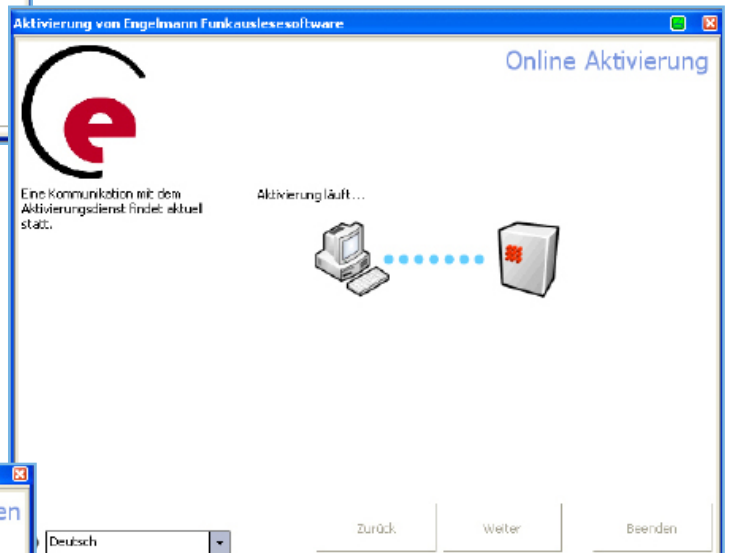 Aktivierung von Engelmann Funkauslesesoftware
Online Aktivierung
e
Eine Kommunikation mit dem
Aktivierungsdienst findet aktuell
statt.
Aktivierung läuft...
en
Deutsch
Zurück
Weiter
Beenden